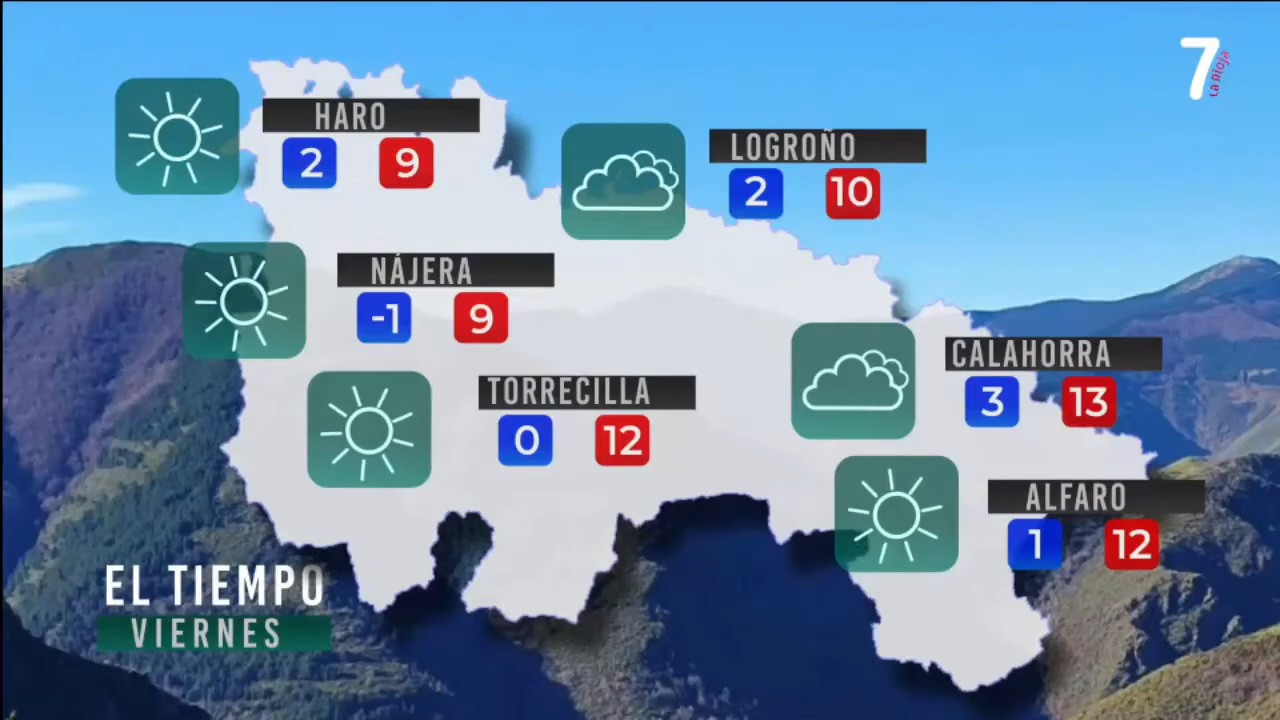 7 La Rioja
HARO
2 9
LOGROÑO
2 10
NÁJERA
-1 9
CALAHORRA
3 13
TORRECILLA
0 12
ALFARO
1 12
EL TIEMPO
VIERNES